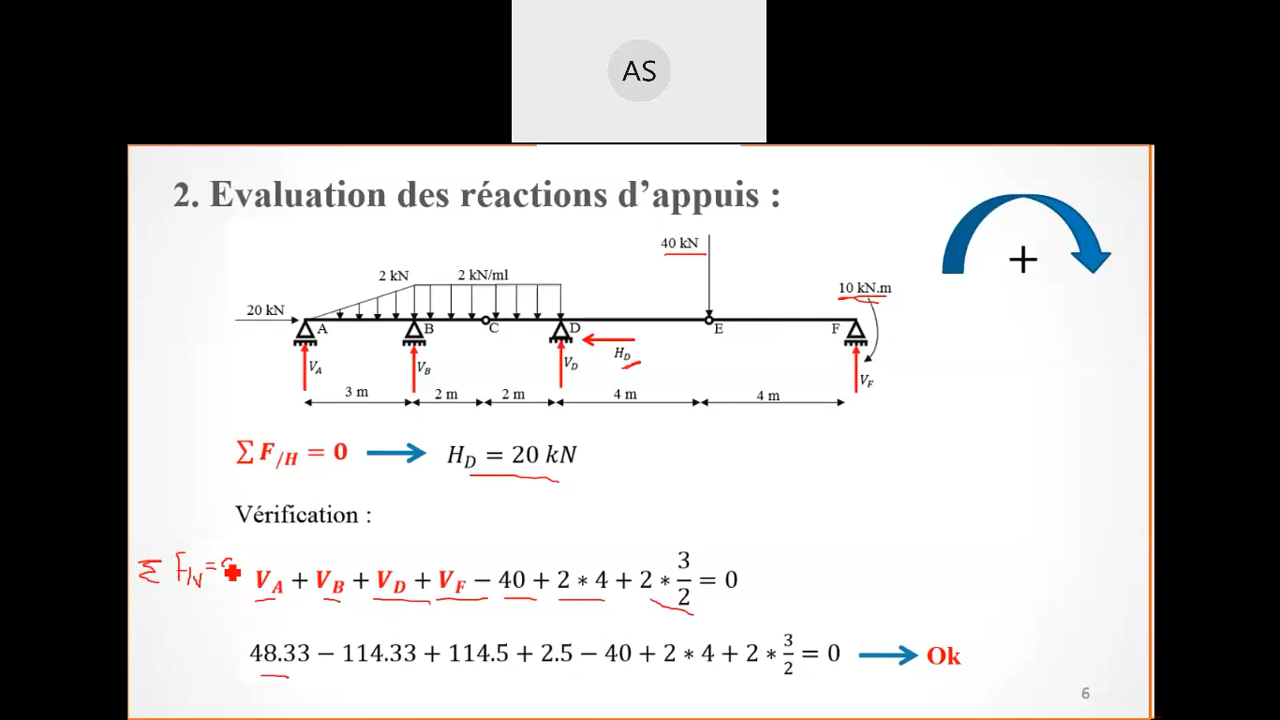 AS
2. Evaluation des réactions d’appuis :
40 kN
2 kN 2 kN/ml 10 kN.m
20 kN
A B C D E F
V_A V_B V_D H_D V_F
3 m 2 m 2 m 4 m 4 m
∑ F_/H = 0 H_D = 20 kN
Vérification :
Σ F/v = V_A + V_B + V_D + V_F − 40 + 2 * 4 + 2 * 3/2 = 0
48.33 − 114.33 + 114.5 + 2.5 − 40 + 2 * 4 + 2 * 3/2 = 0 Ok
6
+